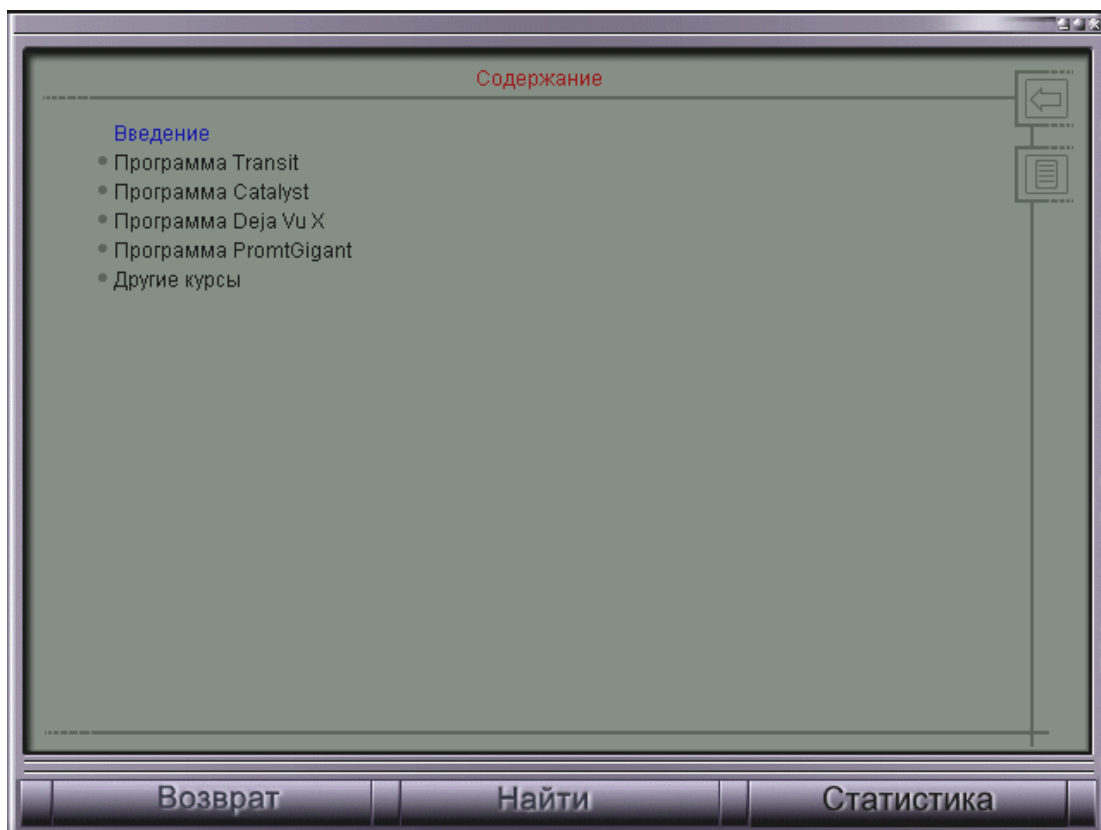 Содержание
Введение
Программа Transit
Программа Catalyst
Программа Deja Vu X
Программа PromtGigant
Другие курсы
Возврат
Найти
Статистика